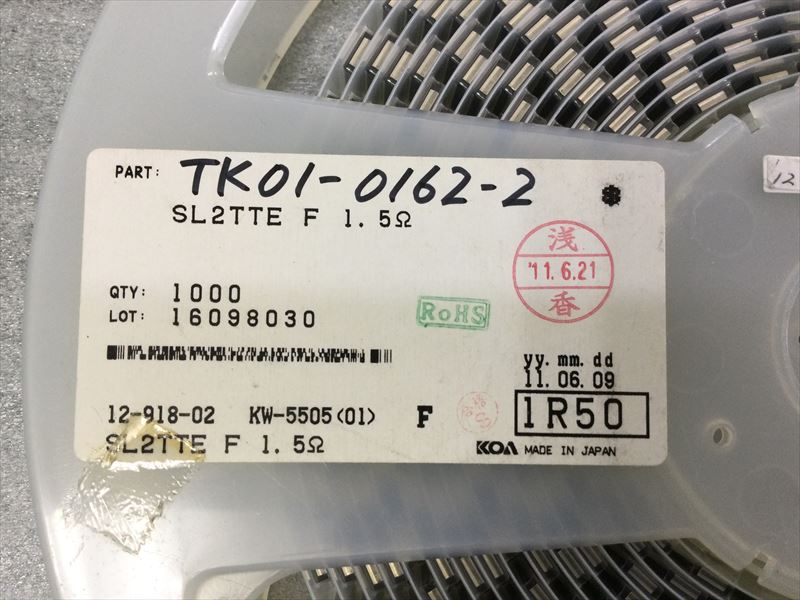 PART: TK01-0162-2
SL2TTE F 1.5Ω
浅
'11.6.21
香
QTY: 1000
LOT: 16098030
RoHS
yy.mm.dd
11.06.09
12-918-02 KW-5505(01) F
1R50
SL2TTE F 1.5Ω
KOA MADE IN JAPAN
12